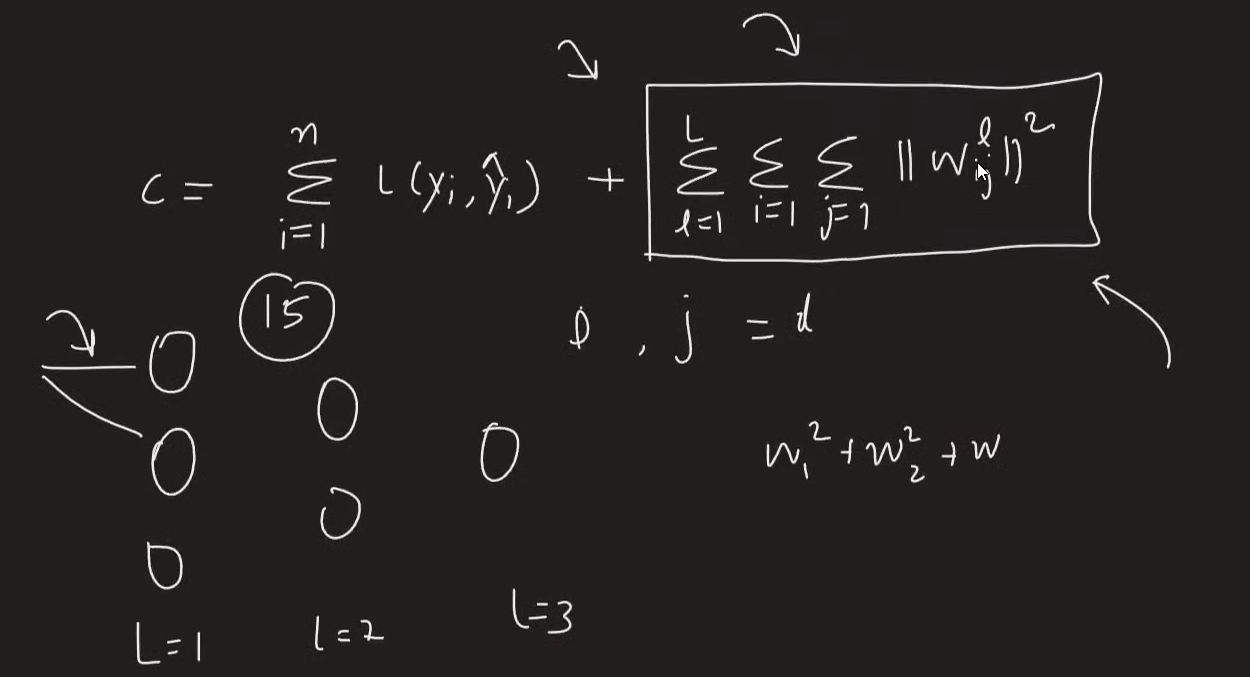 C = \sum_{i=1}^{n} L(y_i, \hat{y}_i) + \sum_{l=1}^{L} \sum_{i=1} \sum_{j=1} ||w_{ij}^{l}||^2
15
l, j = d
w_1^2 + w_2^2 + w
L=1 l=2 l=3